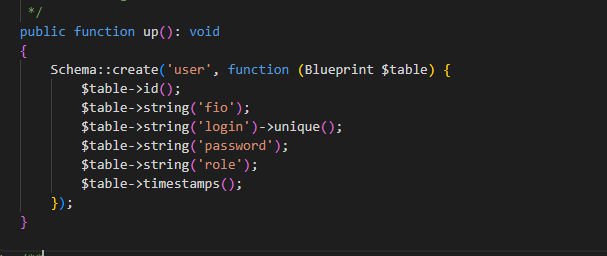 */
public function up(): void
{
    Schema::create('user', function (Blueprint $table) {
        $table->id();
        $table->string('fio');
        $table->string('login')->unique();
        $table->string('password');
        $table->string('role');
        $table->timestamps();
    });
}